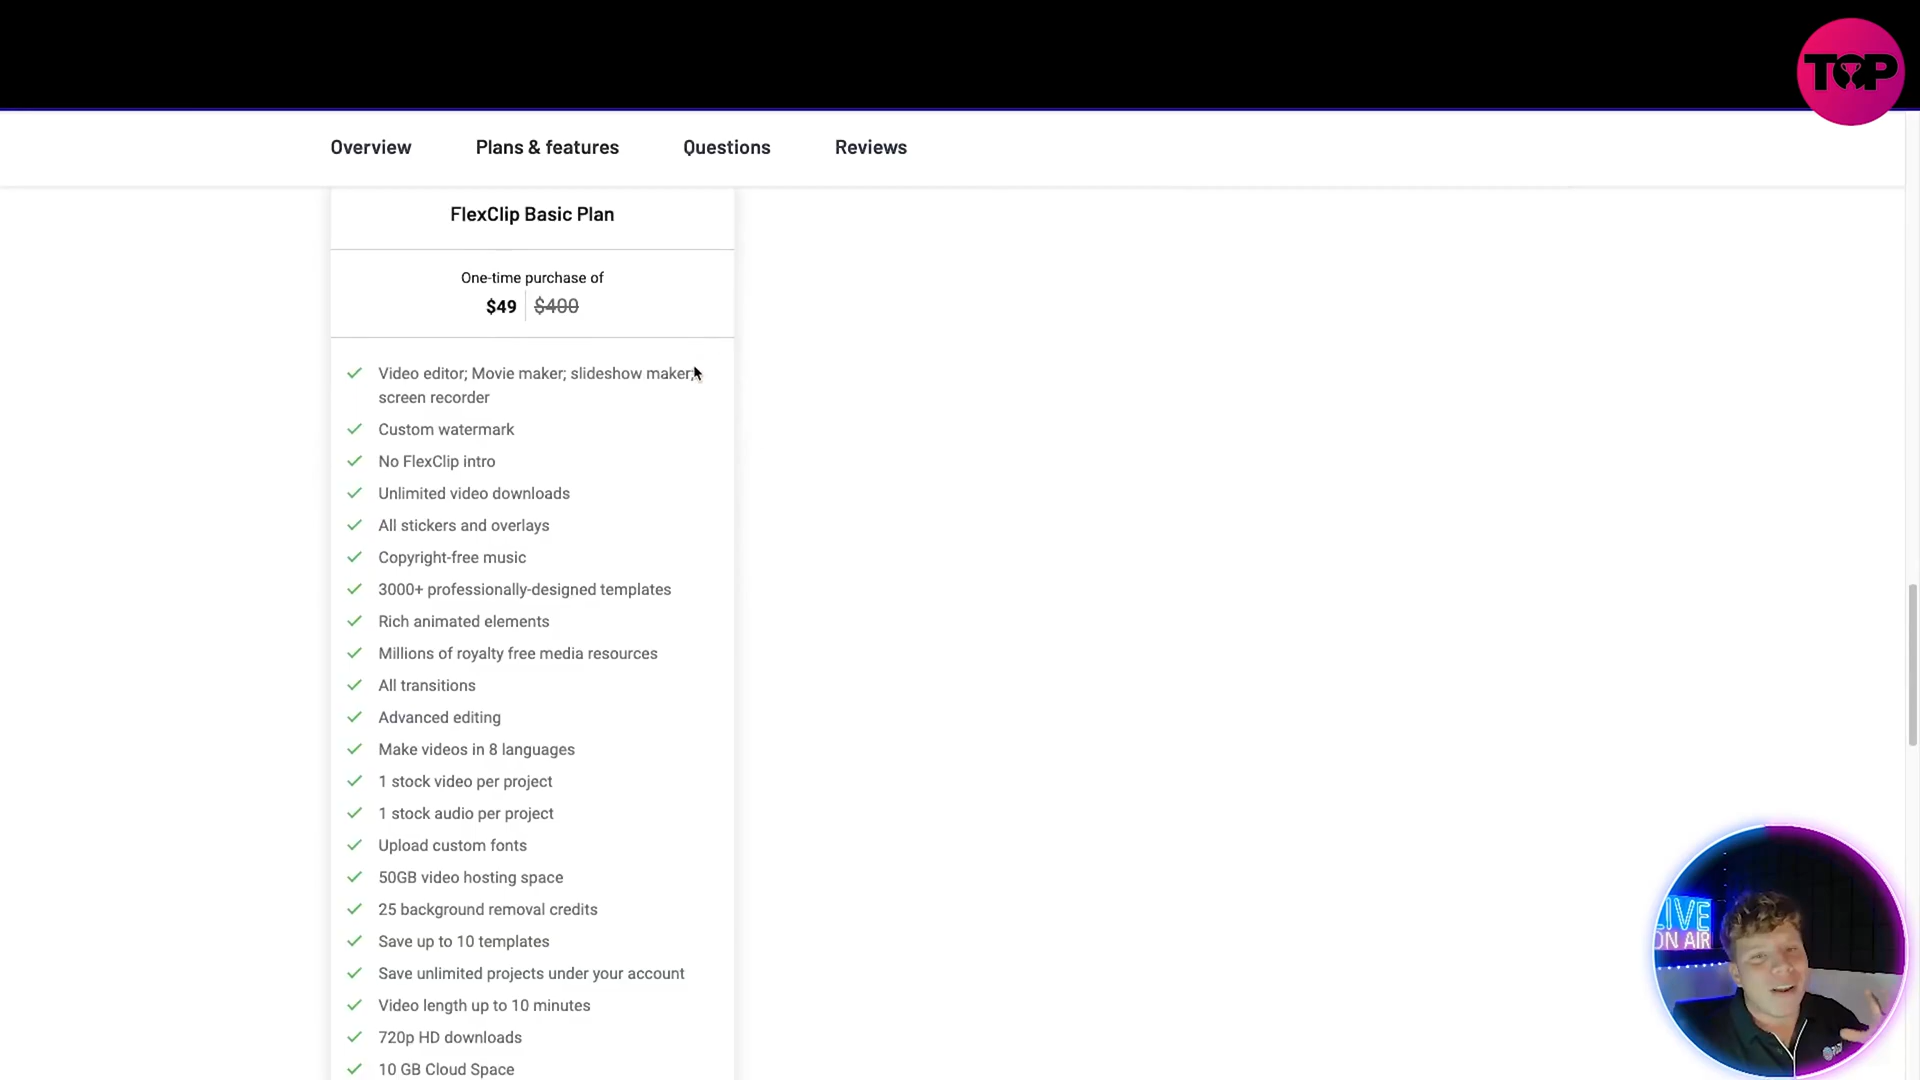 TOP
Overview
Plans & features
Questions
Reviews
FlexClip Basic Plan
One-time purchase of
$49
$400
Video editor; Movie maker; slideshow maker;
screen recorder
Custom watermark
No FlexClip intro
Unlimited video downloads
All stickers and overlays
Copyright-free music
3000+ professionally-designed templates
Rich animated elements
Millions of royalty free media resources
All transitions
Advanced editing
Make videos in 8 languages
1 stock video per project
1 stock audio per project
Upload custom fonts
50GB video hosting space
25 background removal credits
Save up to 10 templates
Save unlimited projects under your account
Video length up to 10 minutes
720p HD downloads
10 GB Cloud Space
LIVE
ON AIR